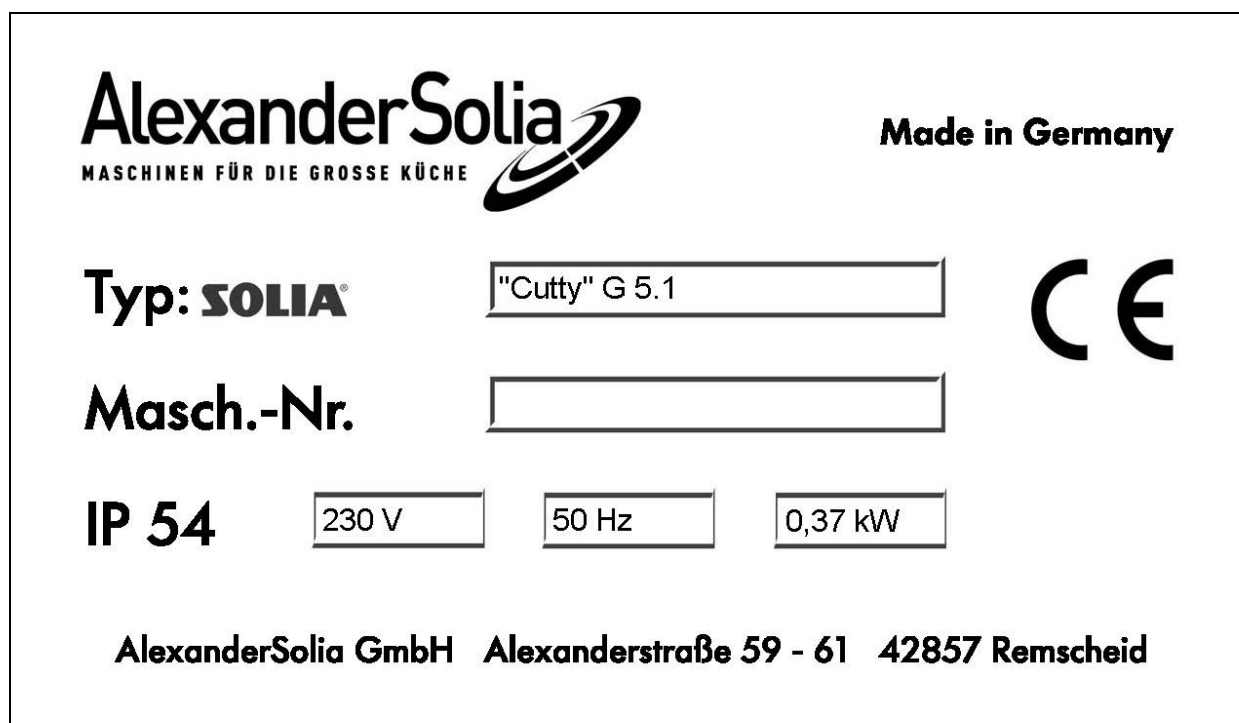 AlexanderSolia
MASCHINEN FÜR DIE GROSSE KÜCHE
Made in Germany
Typ: SOLIA® "Cutty" G 5.1
CE
Masch.-Nr.
IP 54 230 V 50 Hz 0,37 kW
AlexanderSolia GmbH Alexanderstraße 59 - 61 42857 Remscheid